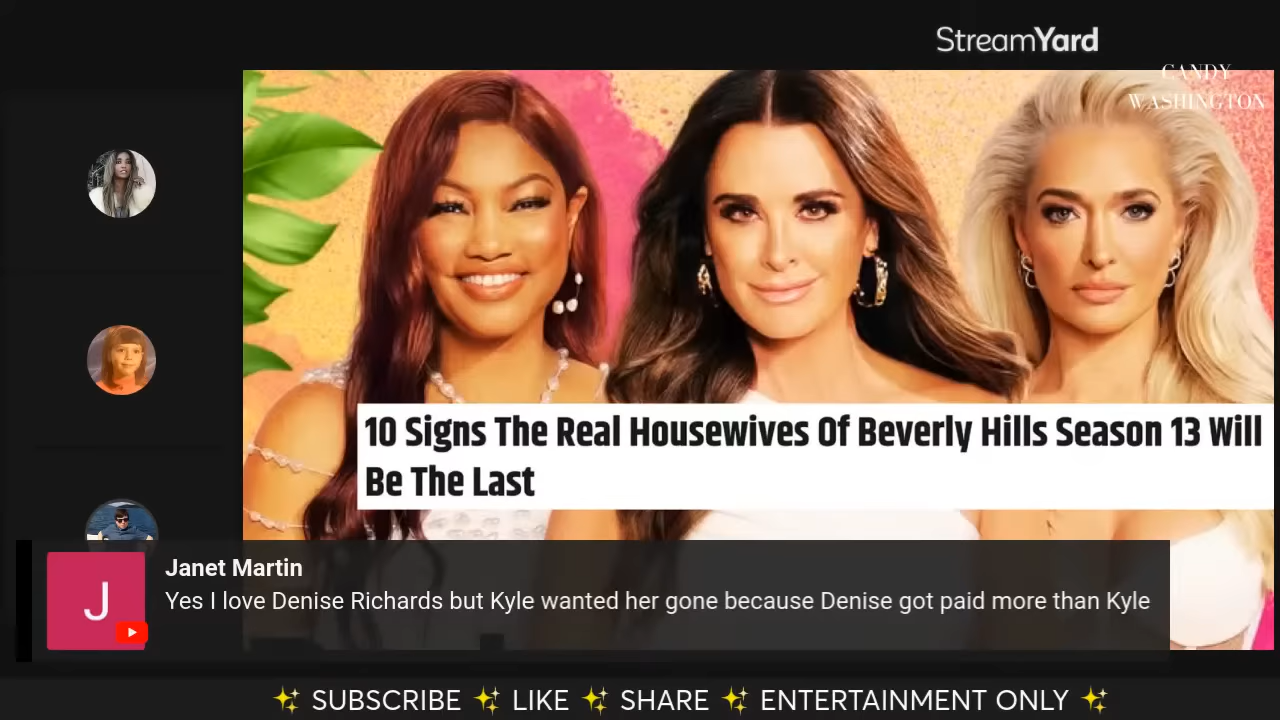 StreamYard
CANDY
WASHINGTON
10 Signs The Real Housewives Of Beverly Hills Season 13 Will
Be The Last
J
Janet Martin
Yes I love Denise Richards but Kyle wanted her gone because Denise got paid more than Kyle
✨ SUBSCRIBE ✨ LIKE ✨ SHARE ✨ ENTERTAINMENT ONLY ✨